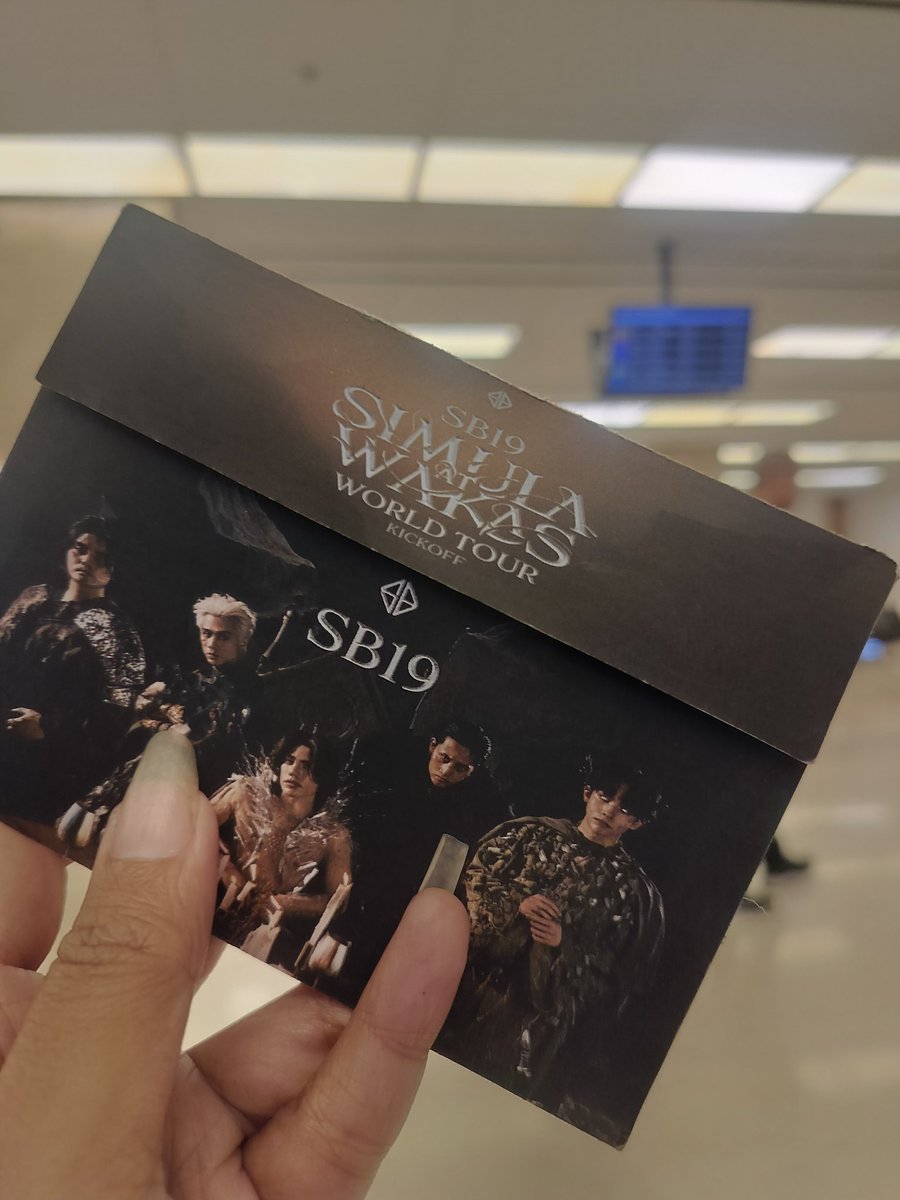 SB19
SIMULA
AT
WAKAS
WORLD TOUR
KICKOFF
SB19